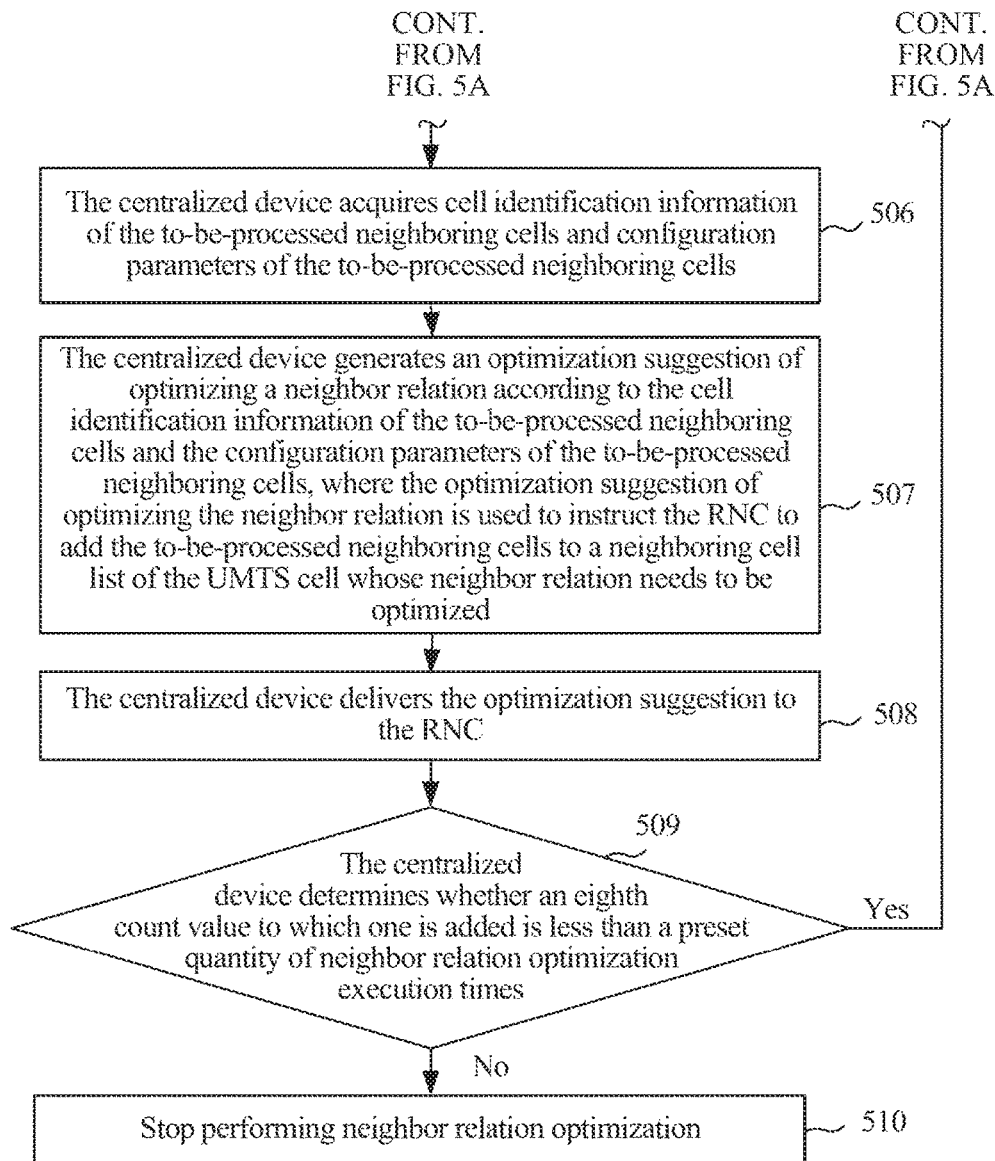 CONT.
FROM
FIG. 5A
CONT.
FROM
FIG. 5A
The centralized device acquires cell identification information
of the to-be-processed neighboring cells and configuration
parameters of the to-be-processed neighboring cells
506
The centralized device generates an optimization suggestion of
optimizing a neighbor relation according to the cell
identification information of the to-be-processed neighboring
cells and the configuration parameters of the to-be-processed
neighboring cells, where the optimization suggestion of
optimizing the neighbor relation is used to instruct the RNC to
add the to-be-processed neighboring cells to a neighboring cell
list of the UMTS cell whose neighbor relation needs to be
optimized
507
The centralized device delivers the optimization suggestion to
the RNC
508
509
The centralized
device determines whether an eighth
count value to which one is added is less than a preset
quantity of neighbor relation optimization
execution times
Yes
No
Stop performing neighbor relation optimization
510